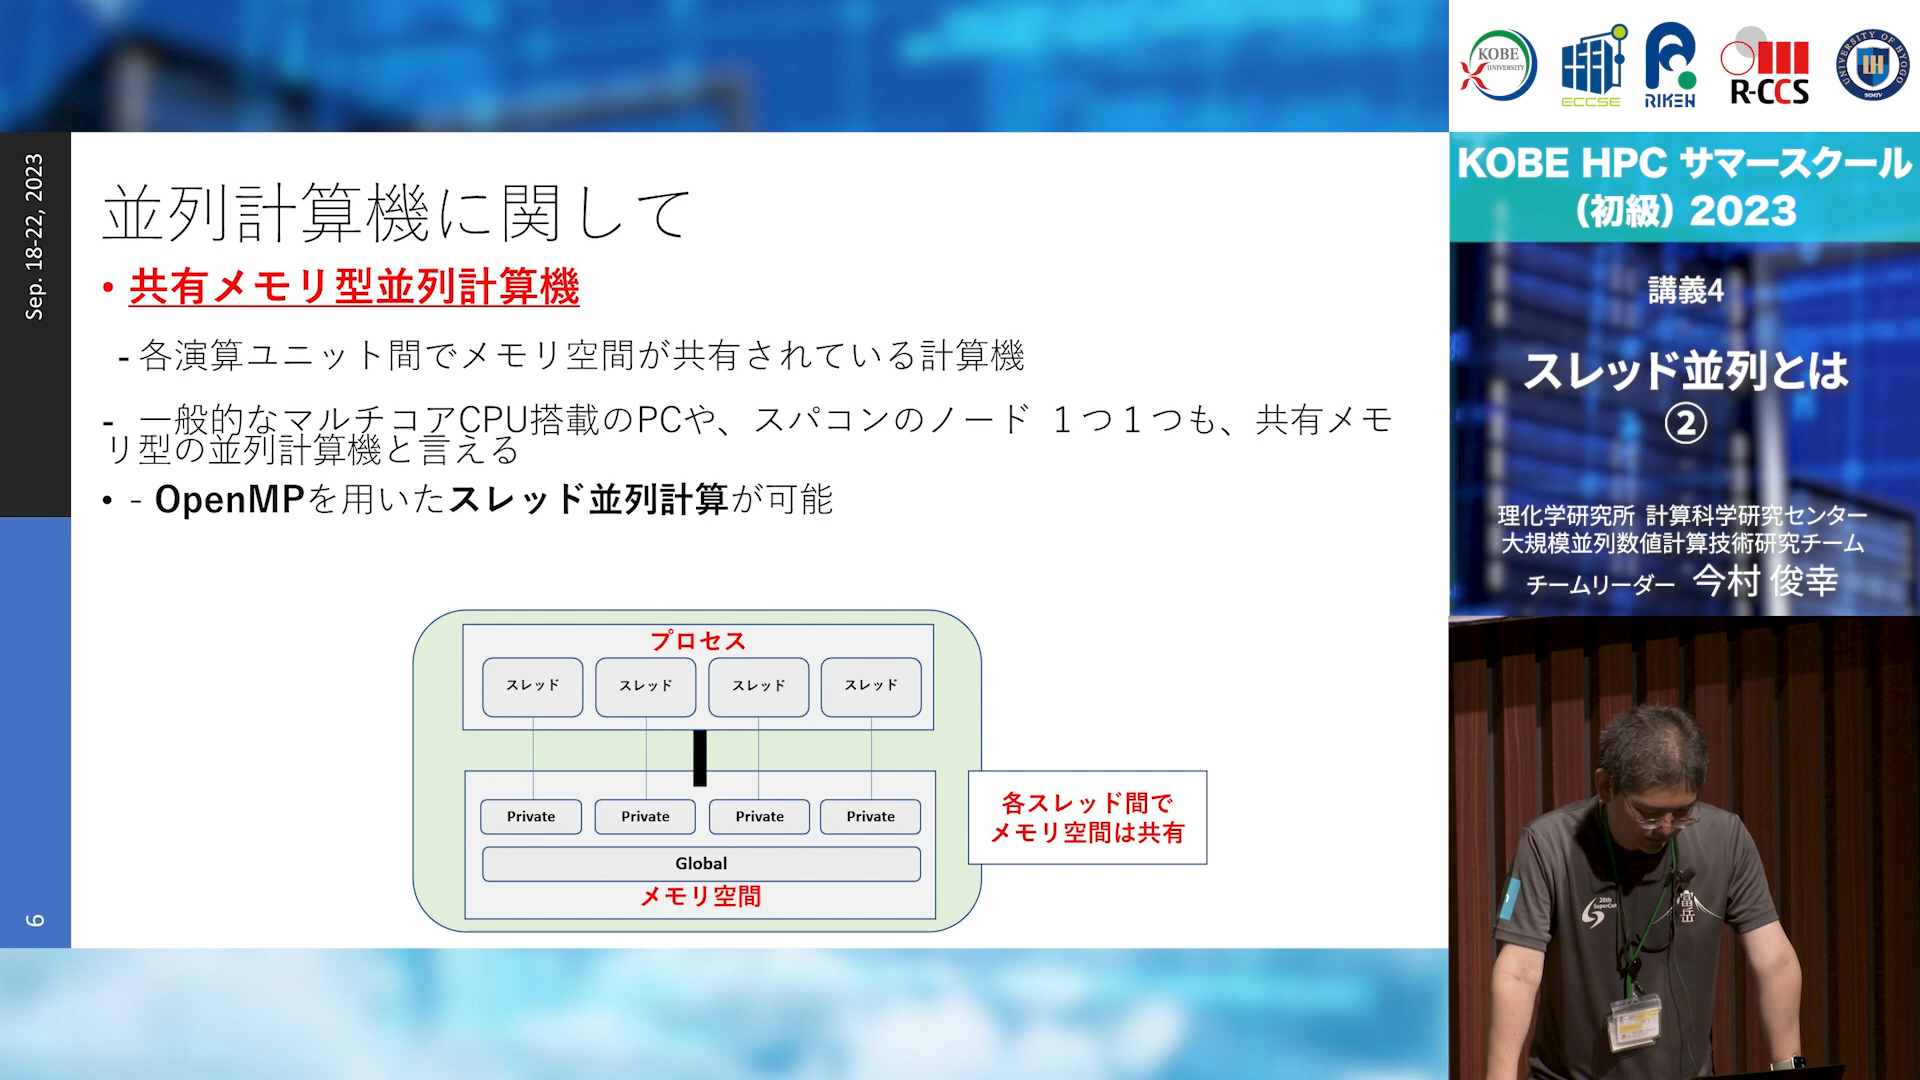 Sep. 18-22, 2023
6
並列計算機に関して
• 共有メモリ型並列計算機
- 各演算ユニット間でメモリ空間が共有されている計算機
- 一般的なマルチコアCPU搭載のPCや、スパコンのノード １つ１つも、共有メモ
リ型の並列計算機と言える
• - OpenMPを用いたスレッド並列計算が可能
プロセス
スレッド スレッド スレッド スレッド
Private Private Private Private
Global
メモリ空間
各スレッド間で
メモリ空間は共有
KOBE UNIVERSITY
ECCSE
RIKEN
R-CCS
UNIVERSITY OF HYOGO
KOBE HPC サマースクール
（初級）2023
講義4
スレッド並列とは
②
理化学研究所 計算科学研究センター
大規模並列数値計算技術研究チーム
チームリーダー 今村 俊幸
28th
SuperCon
富岳